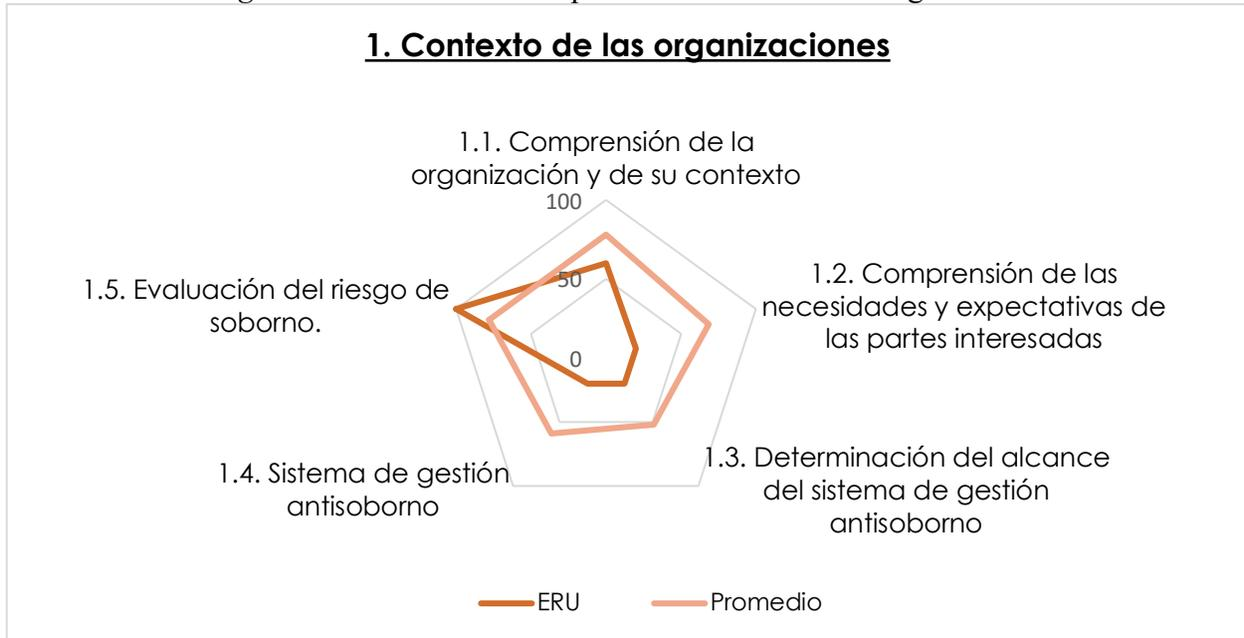 1. Contexto de las organizaciones
1.1. Comprensión de la
organización y de su contexto
100
50
0
1.2. Comprensión de las
necesidades y expectativas de
las partes interesadas
1.3. Determinación del alcance
del sistema de gestión
antisoborno
1.4. Sistema de gestión
antisoborno
1.5. Evaluación del riesgo de
soborno.
ERU
Promedio